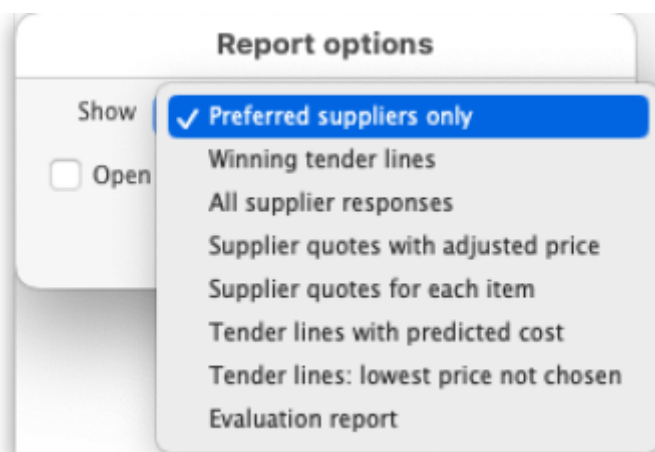 Report options
Show
✓ Preferred suppliers only
Winning tender lines
Open
All supplier responses
Supplier quotes with adjusted price
Supplier quotes for each item
Tender lines with predicted cost
Tender lines: lowest price not chosen
Evaluation report